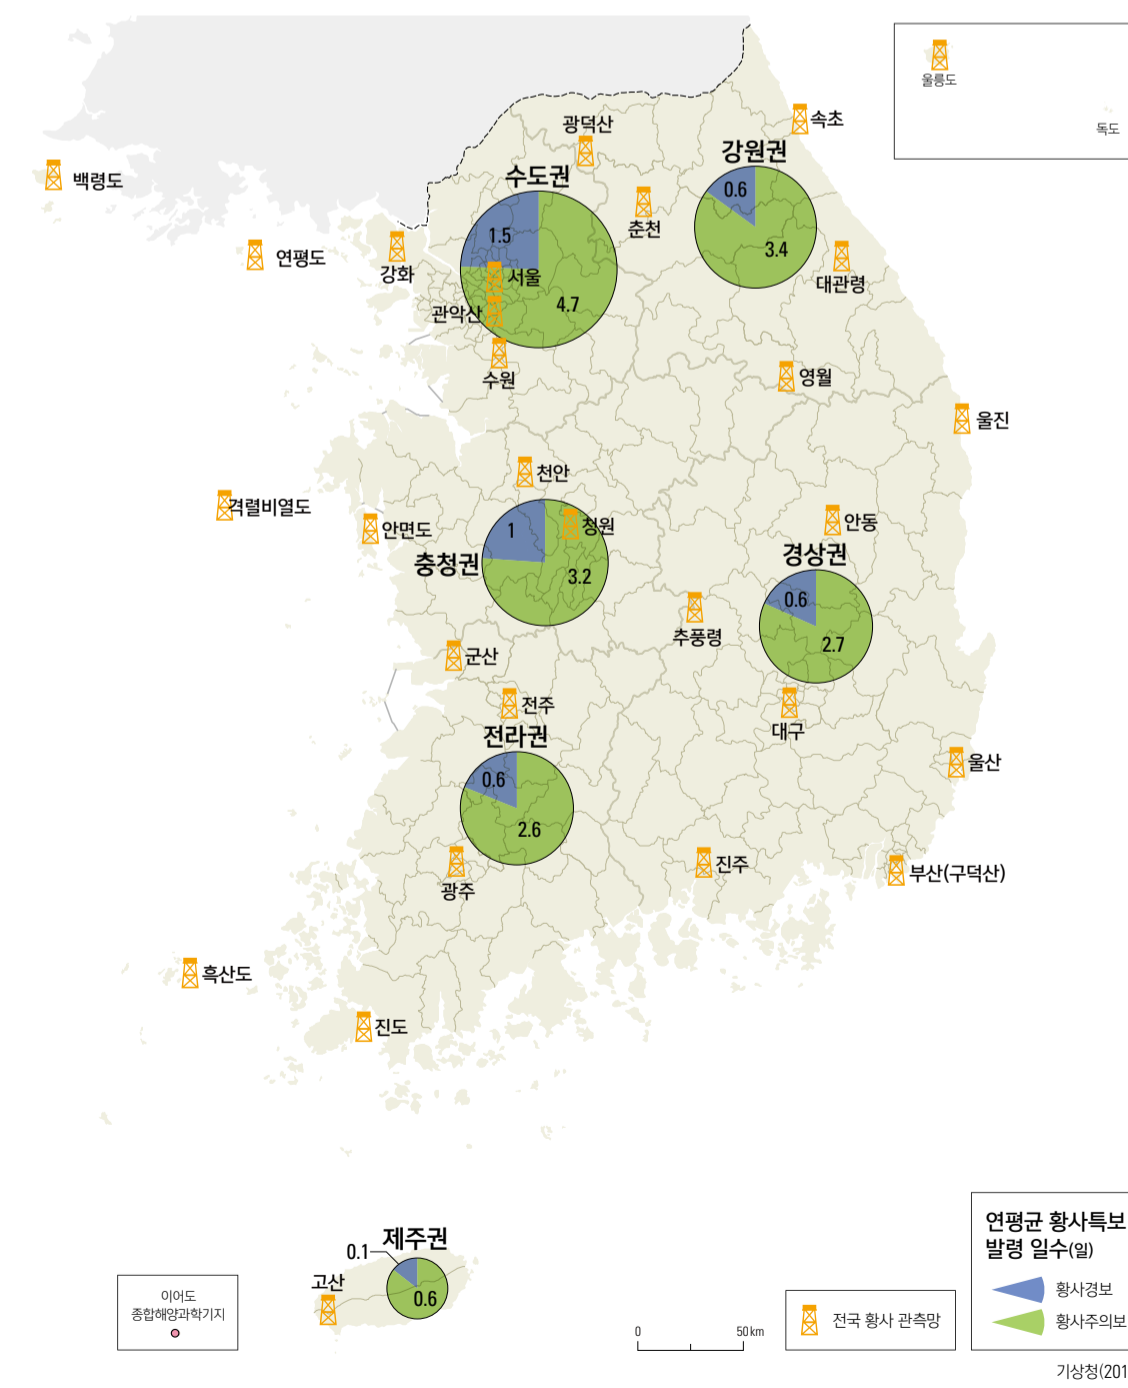 울릉도
독도
속초
광덕산
강원권
0.6
3.4
백령도
수도권
1.5
4.7
춘천
연평도
강화
서울
대관령
관악산
수원
영월
울진
천안
격렬비열도
안면도
청원
안동
충청권
1
3.2
경상권
0.6
2.7
추풍령
군산
전주
대구
전라권
0.6
2.6
울산
광주
진주
부산(구덕산)
흑산도
진도
제주권
0.1
0.6
고산
이어도
종합해양과학기지
0
50 km
전국 황사 관측망
연평균 황사특보
발령 일수(일)
황사경보
황사주의보
기상청(201